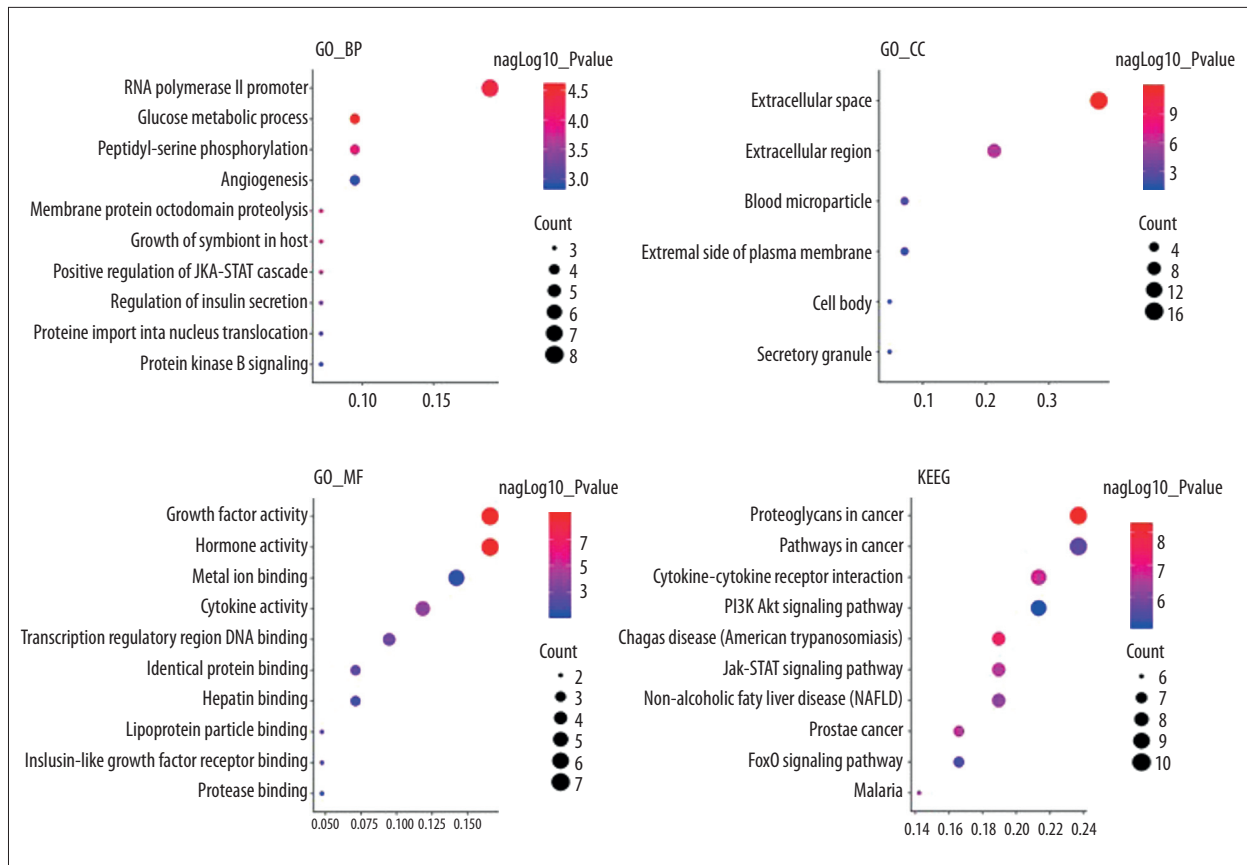 GO_BP
nagLog10_Pvalue
RNA polymerase II promoter
Glucose metabolic process
Peptidyl-serine phosphorylation
Angiogenesis
Membrane protein octodomain proteolysis
Growth of symbiont in host
Positive regulation of JKA-STAT cascade
Regulation of insulin secretion
Proteine import inta nucleus translocation
Protein kinase B signaling
0.10 0.15
4.5
4.0
3.5
3.0
Count
3
4
5
6
7
8
GO_CC
nagLog10_Pvalue
Extracellular space
Extracellular region
Blood microparticle
Extremal side of plasma membrane
Cell body
Secretory granule
0.1 0.2 0.3
9
6
3
Count
4
8
12
16
GO_MF
nagLog10_Pvalue
Growth factor activity
Hormone activity
Metal ion binding
Cytokine activity
Transcription regulatory region DNA binding
Identical protein binding
Hepatin binding
Lipoprotein particle binding
Inslusin-like growth factor receptor binding
Protease binding
0.050 0.075 0.100 0.125 0.150
7
5
3
Count
2
3
4
5
6
7
KEEG
nagLog10_Pvalue
Proteoglycans in cancer
Pathways in cancer
Cytokine-cytokine receptor interaction
PI3K Akt signaling pathway
Chagas disease (American trypanosomiasis)
Jak-STAT signaling pathway
Non-alcoholic faty liver disease (NAFLD)
Prostae cancer
FoxO signaling pathway
Malaria
0.14 0.16 0.18 0.20 0.22 0.24
8
7
6
Count
6
7
8
9
10